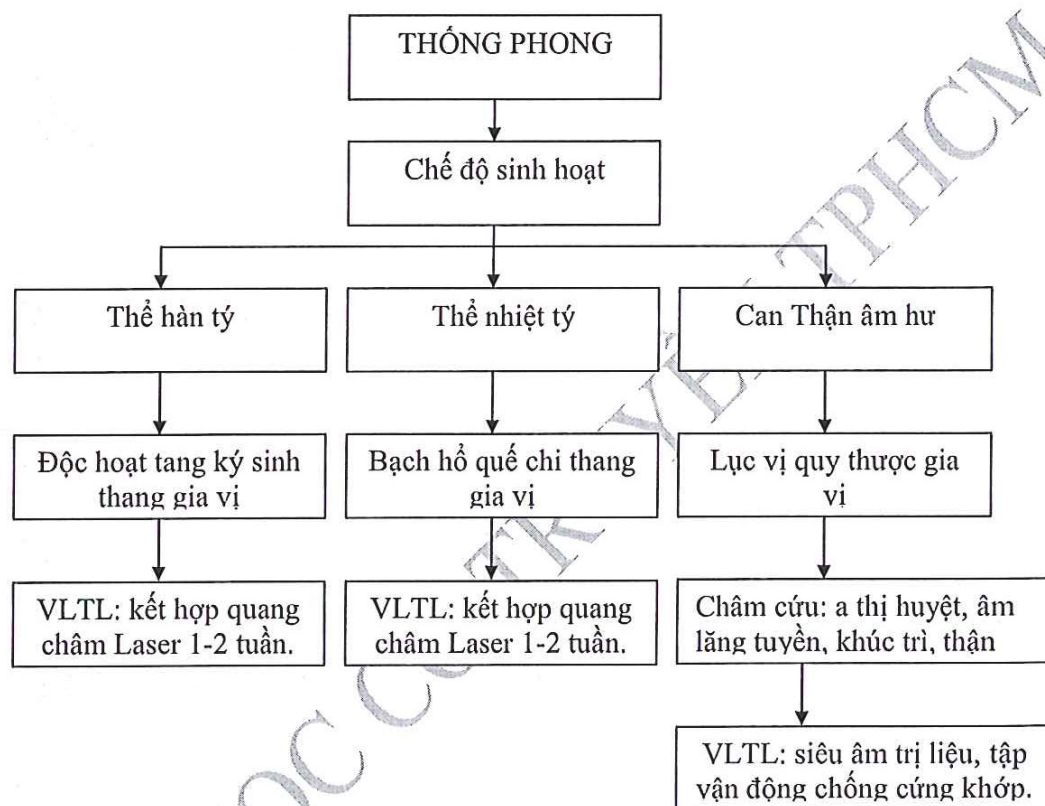 THỐNG PHONG
Chế độ sinh hoạt
Thể hàn tý
Thể nhiệt tý
Can Thận âm hư
Độc hoạt tang ký sinh
thang gia vị
Bạch hổ quế chi thang
gia vị
Lục vị quy thược gia
vị
VLTL: kết hợp quang
châm Laser 1-2 tuần.
VLTL: kết hợp quang
châm Laser 1-2 tuần.
Châm cứu: a thị huyệt, âm
lăng tuyền, khúc trì, thận
VLTL: siêu âm trị liệu, tập
vận động chống cứng khớp.
TPHCM